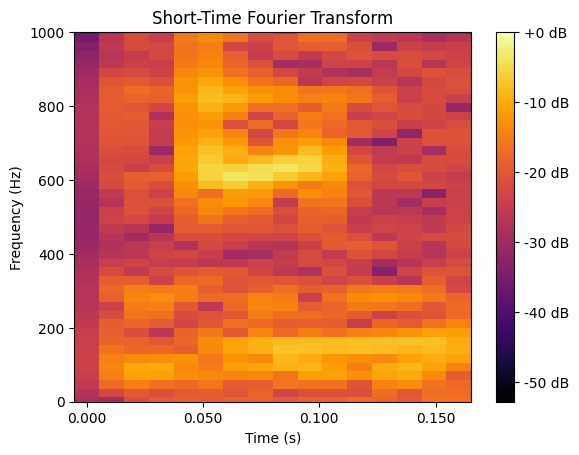 Short-Time Fourier Transform
1000
800
600
400
200
0
Frequency (Hz)
0.000
0.050
0.100
0.150
Time (s)
+0 dB
-10 dB
-20 dB
-30 dB
-40 dB
-50 dB